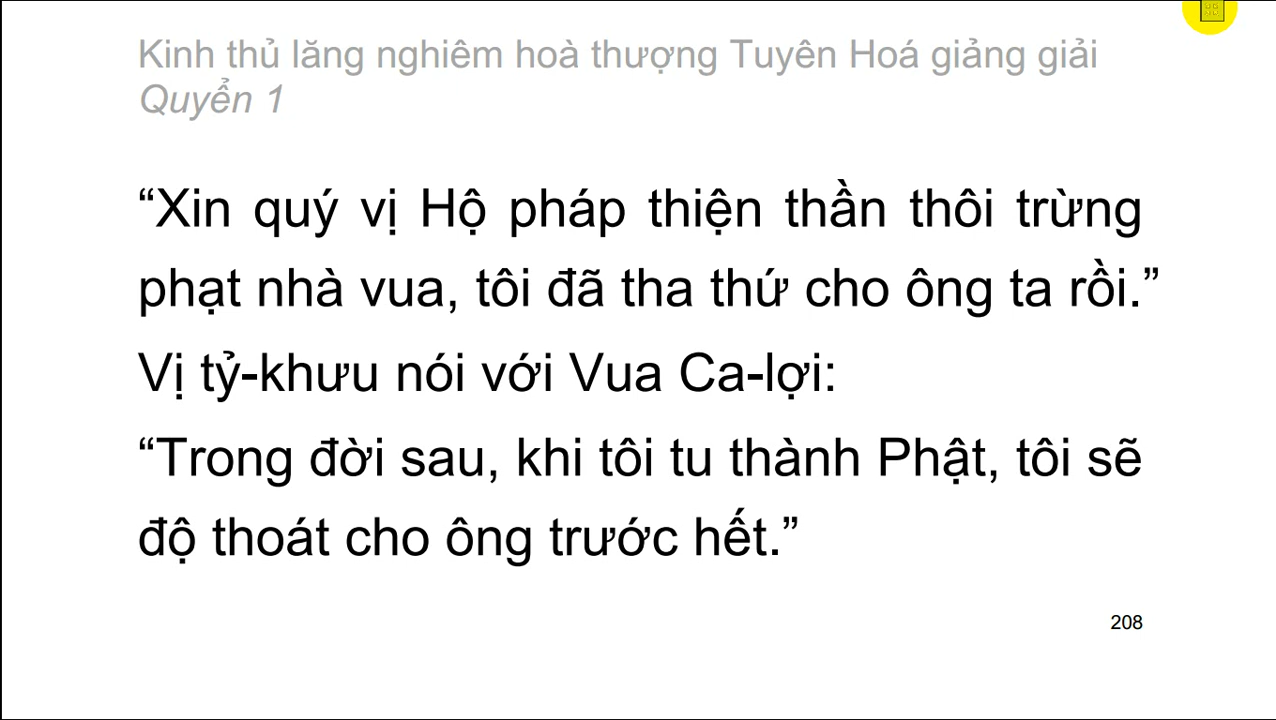 Kinh thủ lăng nghiêm hoà thượng Tuyên Hoá giảng giải
Quyển 1
“Xin quý vị Hộ pháp thiện thần thôi trừng
phạt nhà vua, tôi đã tha thứ cho ông ta rồi.”
Vị tỷ-khưu nói với Vua Ca-lợi:
“Trong đời sau, khi tôi tu thành Phật, tôi sẽ
độ thoát cho ông trước hết.”
208